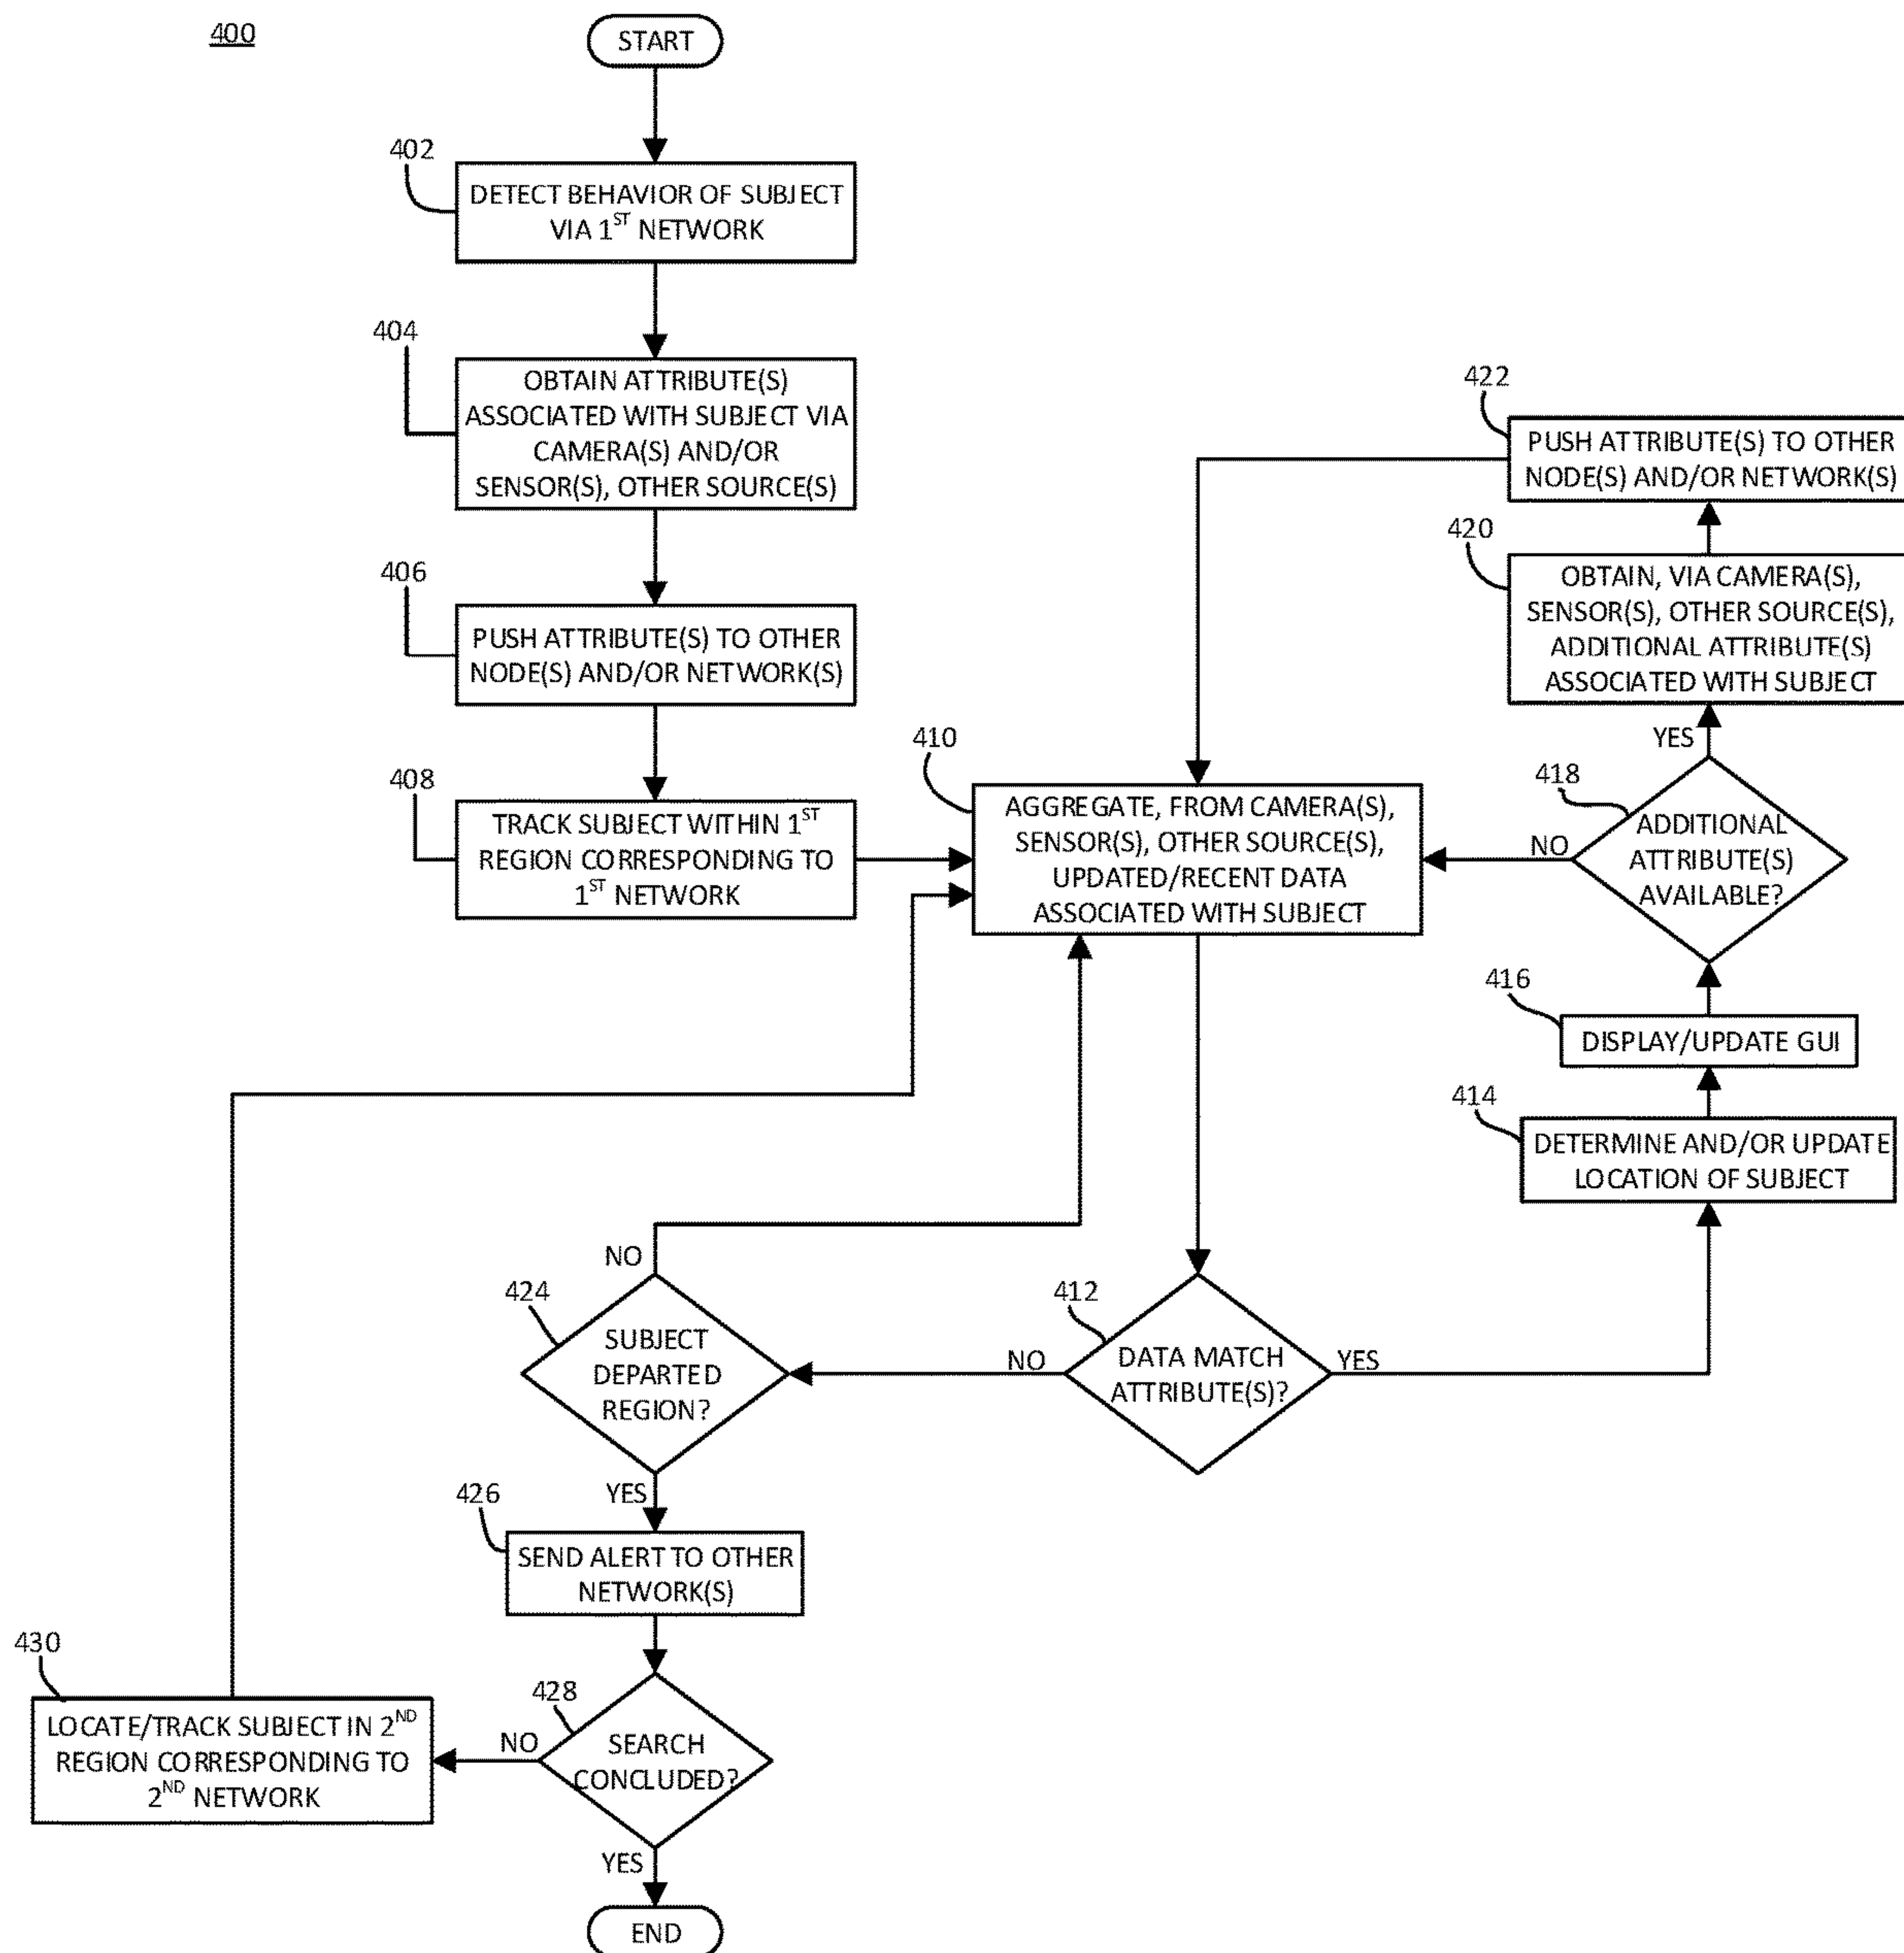 400
START
402
DETECT BEHAVIOR OF SUBJECT
VIA 1ST NETWORK
404
OBTAIN ATTRIBUTE(S)
ASSOCIATED WITH SUBJECT VIA
CAMERA(S) AND/OR
SENSOR(S), OTHER SOURCE(S)
406
PUSH ATTRIBUTE(S) TO OTHER
NODE(S) AND/OR NETWORK(S)
408
TRACK SUBJECT WITHIN 1ST
REGION CORRESPONDING TO
1ST NETWORK
410
AGGREGATE, FROM CAMERA(S),
SENSOR(S), OTHER SOURCE(S),
UPDATED/RECENT DATA
ASSOCIATED WITH SUBJECT
422
PUSH ATTRIBUTE(S) TO OTHER
NODE(S) AND/OR NETWORK(S)
420
OBTAIN, VIA CAMERA(S),
SENSOR(S), OTHER SOURCE(S),
ADDITIONAL ATTRIBUTE(S)
ASSOCIATED WITH SUBJECT
YES
418
ADDITIONAL
ATTRIBUTE(S)
AVAILABLE?
NO
416
DISPLAY/UPDATE GUI
414
DETERMINE AND/OR UPDATE
LOCATION OF SUBJECT
412
DATA MATCH
ATTRIBUTE(S)?
YES
NO
424
SUBJECT
DEPARTED
REGION?
NO
YES
426
SEND ALERT TO OTHER
NETWORK(S)
428
SEARCH
CONCLUDED?
NO
430
LOCATE/TRACK SUBJECT IN 2ND
REGION CORRESPONDING TO
2ND NETWORK
YES
END